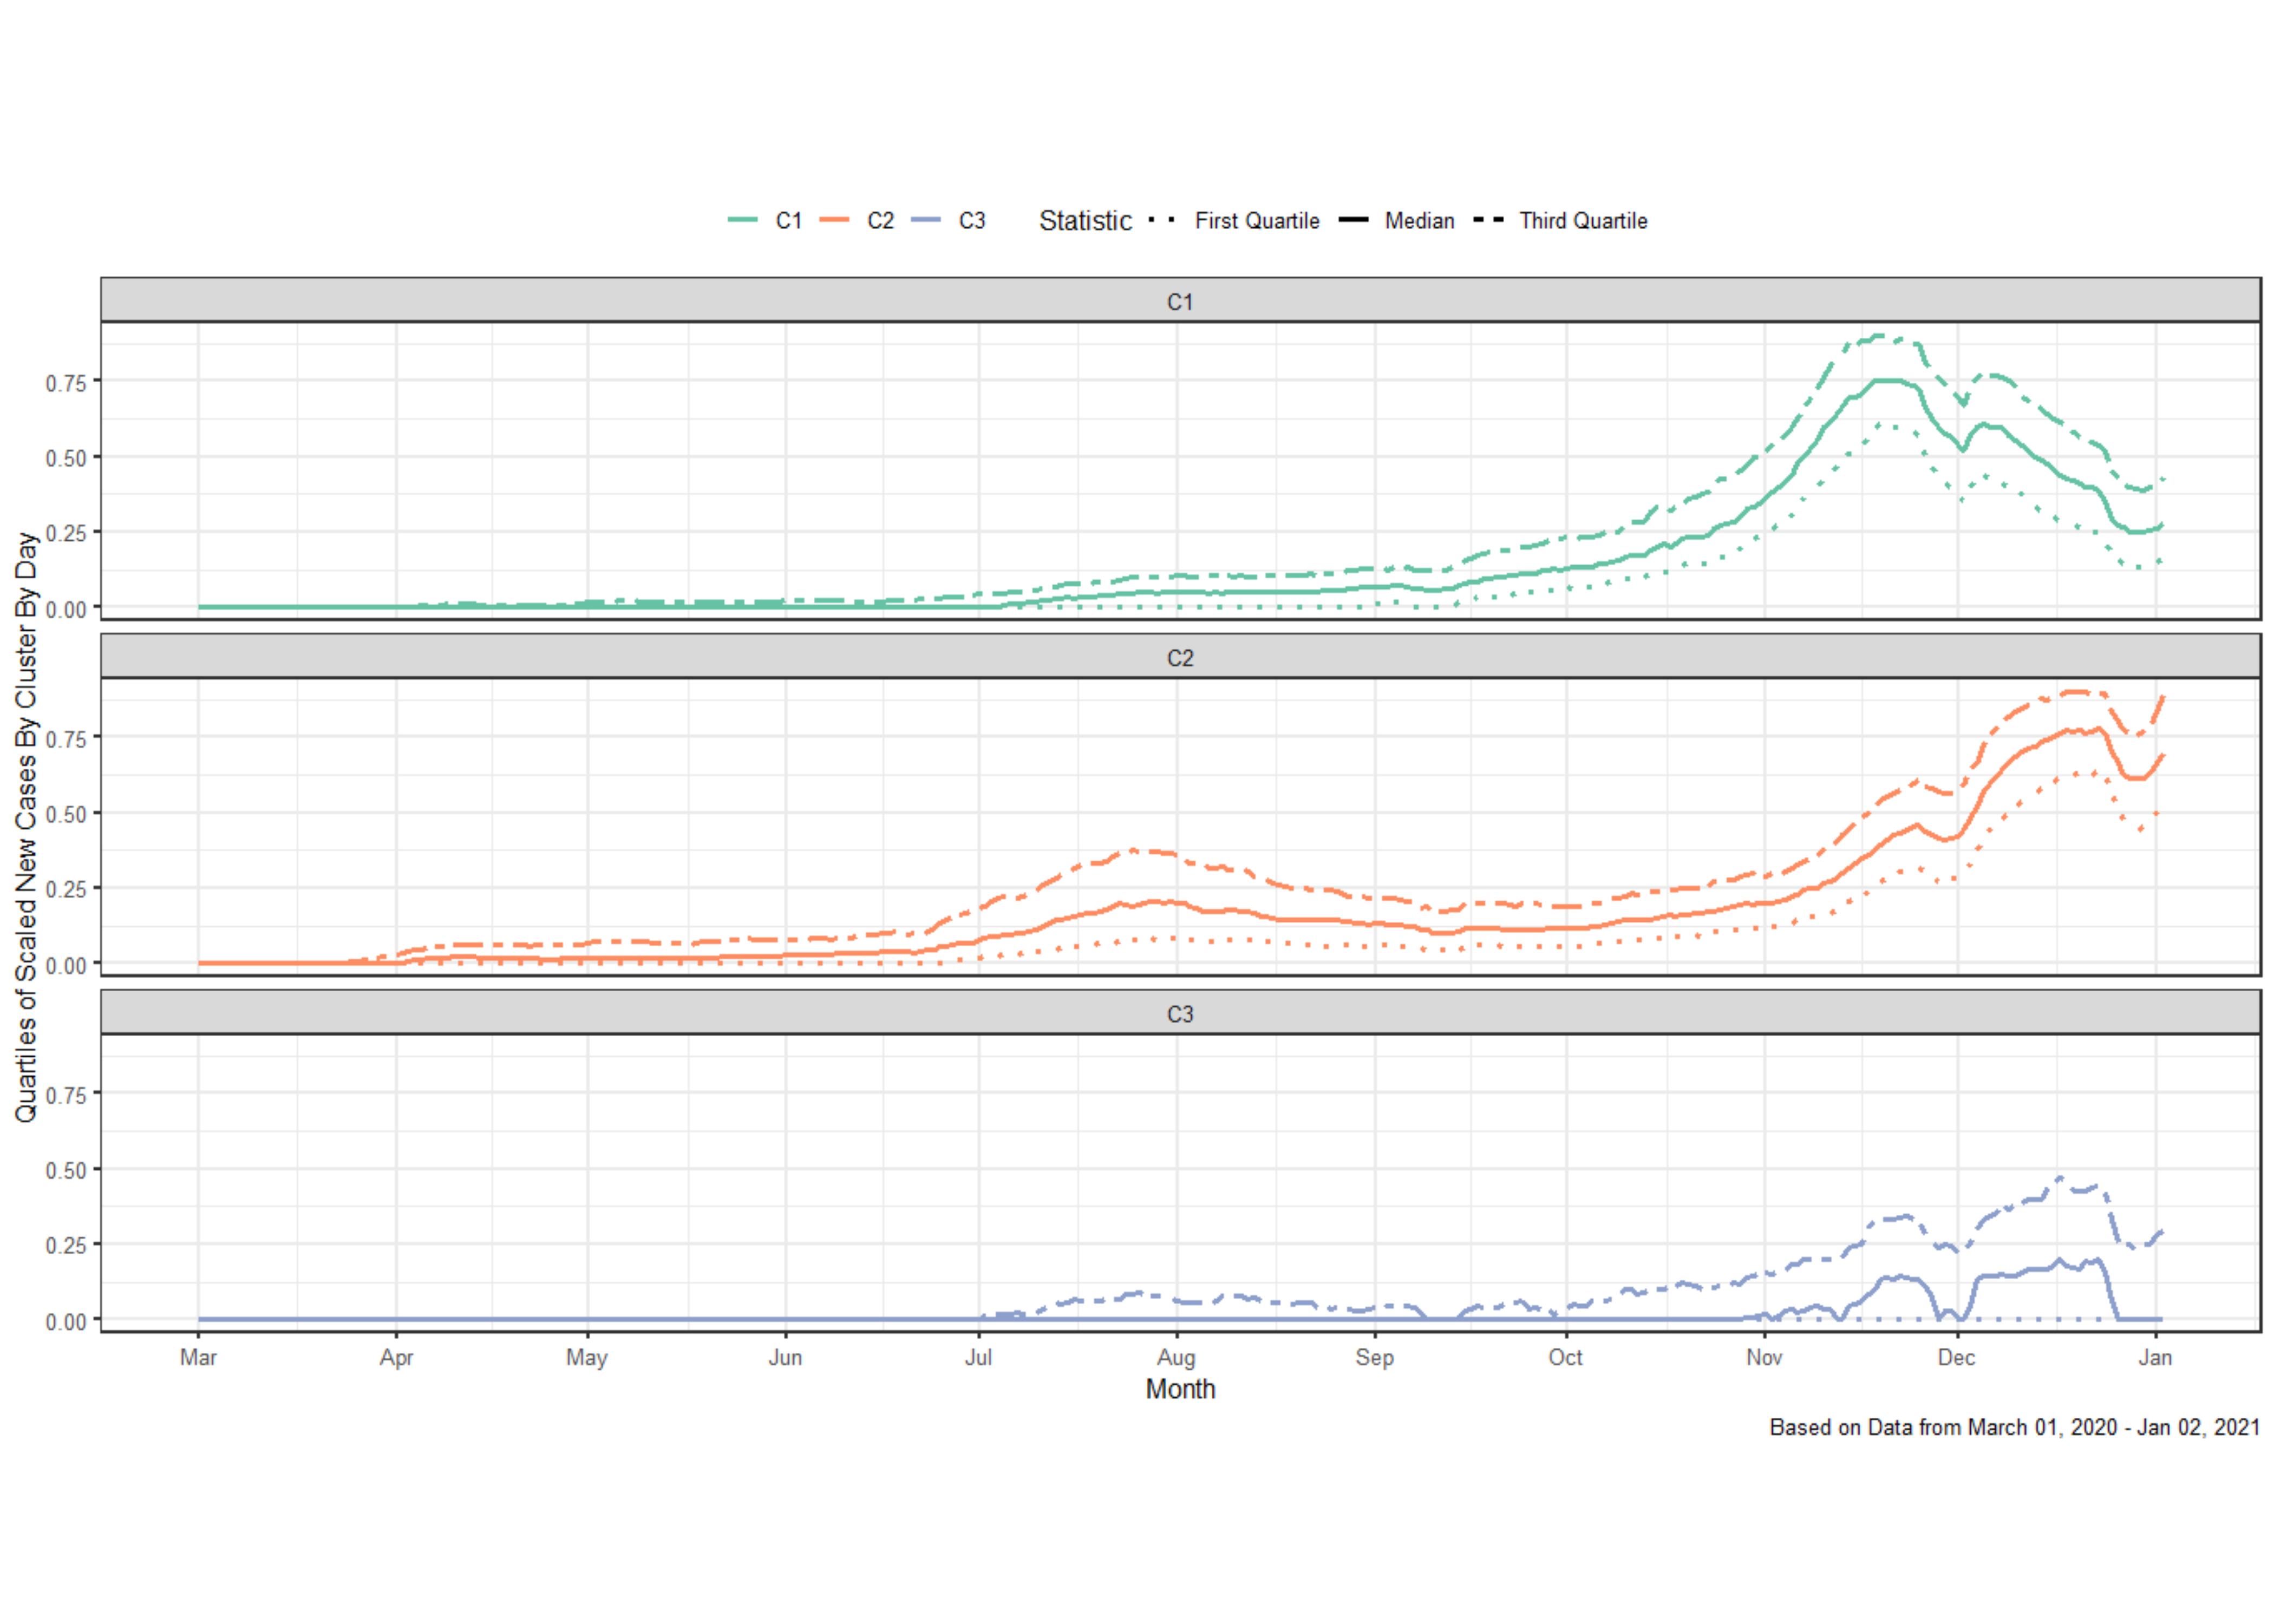 C1 C2 C3 Statistic First Quartile Median Third Quartile
C1
0.75
0.50
0.25
0.00
C2
0.75
0.50
0.25
0.00
C3
0.75
0.50
0.25
0.00
Quartiles of Scaled New Cases By Cluster By Day
Mar Apr May Jun Jul Aug Sep Oct Nov Dec Jan
Month
Based on Data from March 01, 2020 - Jan 02, 2021